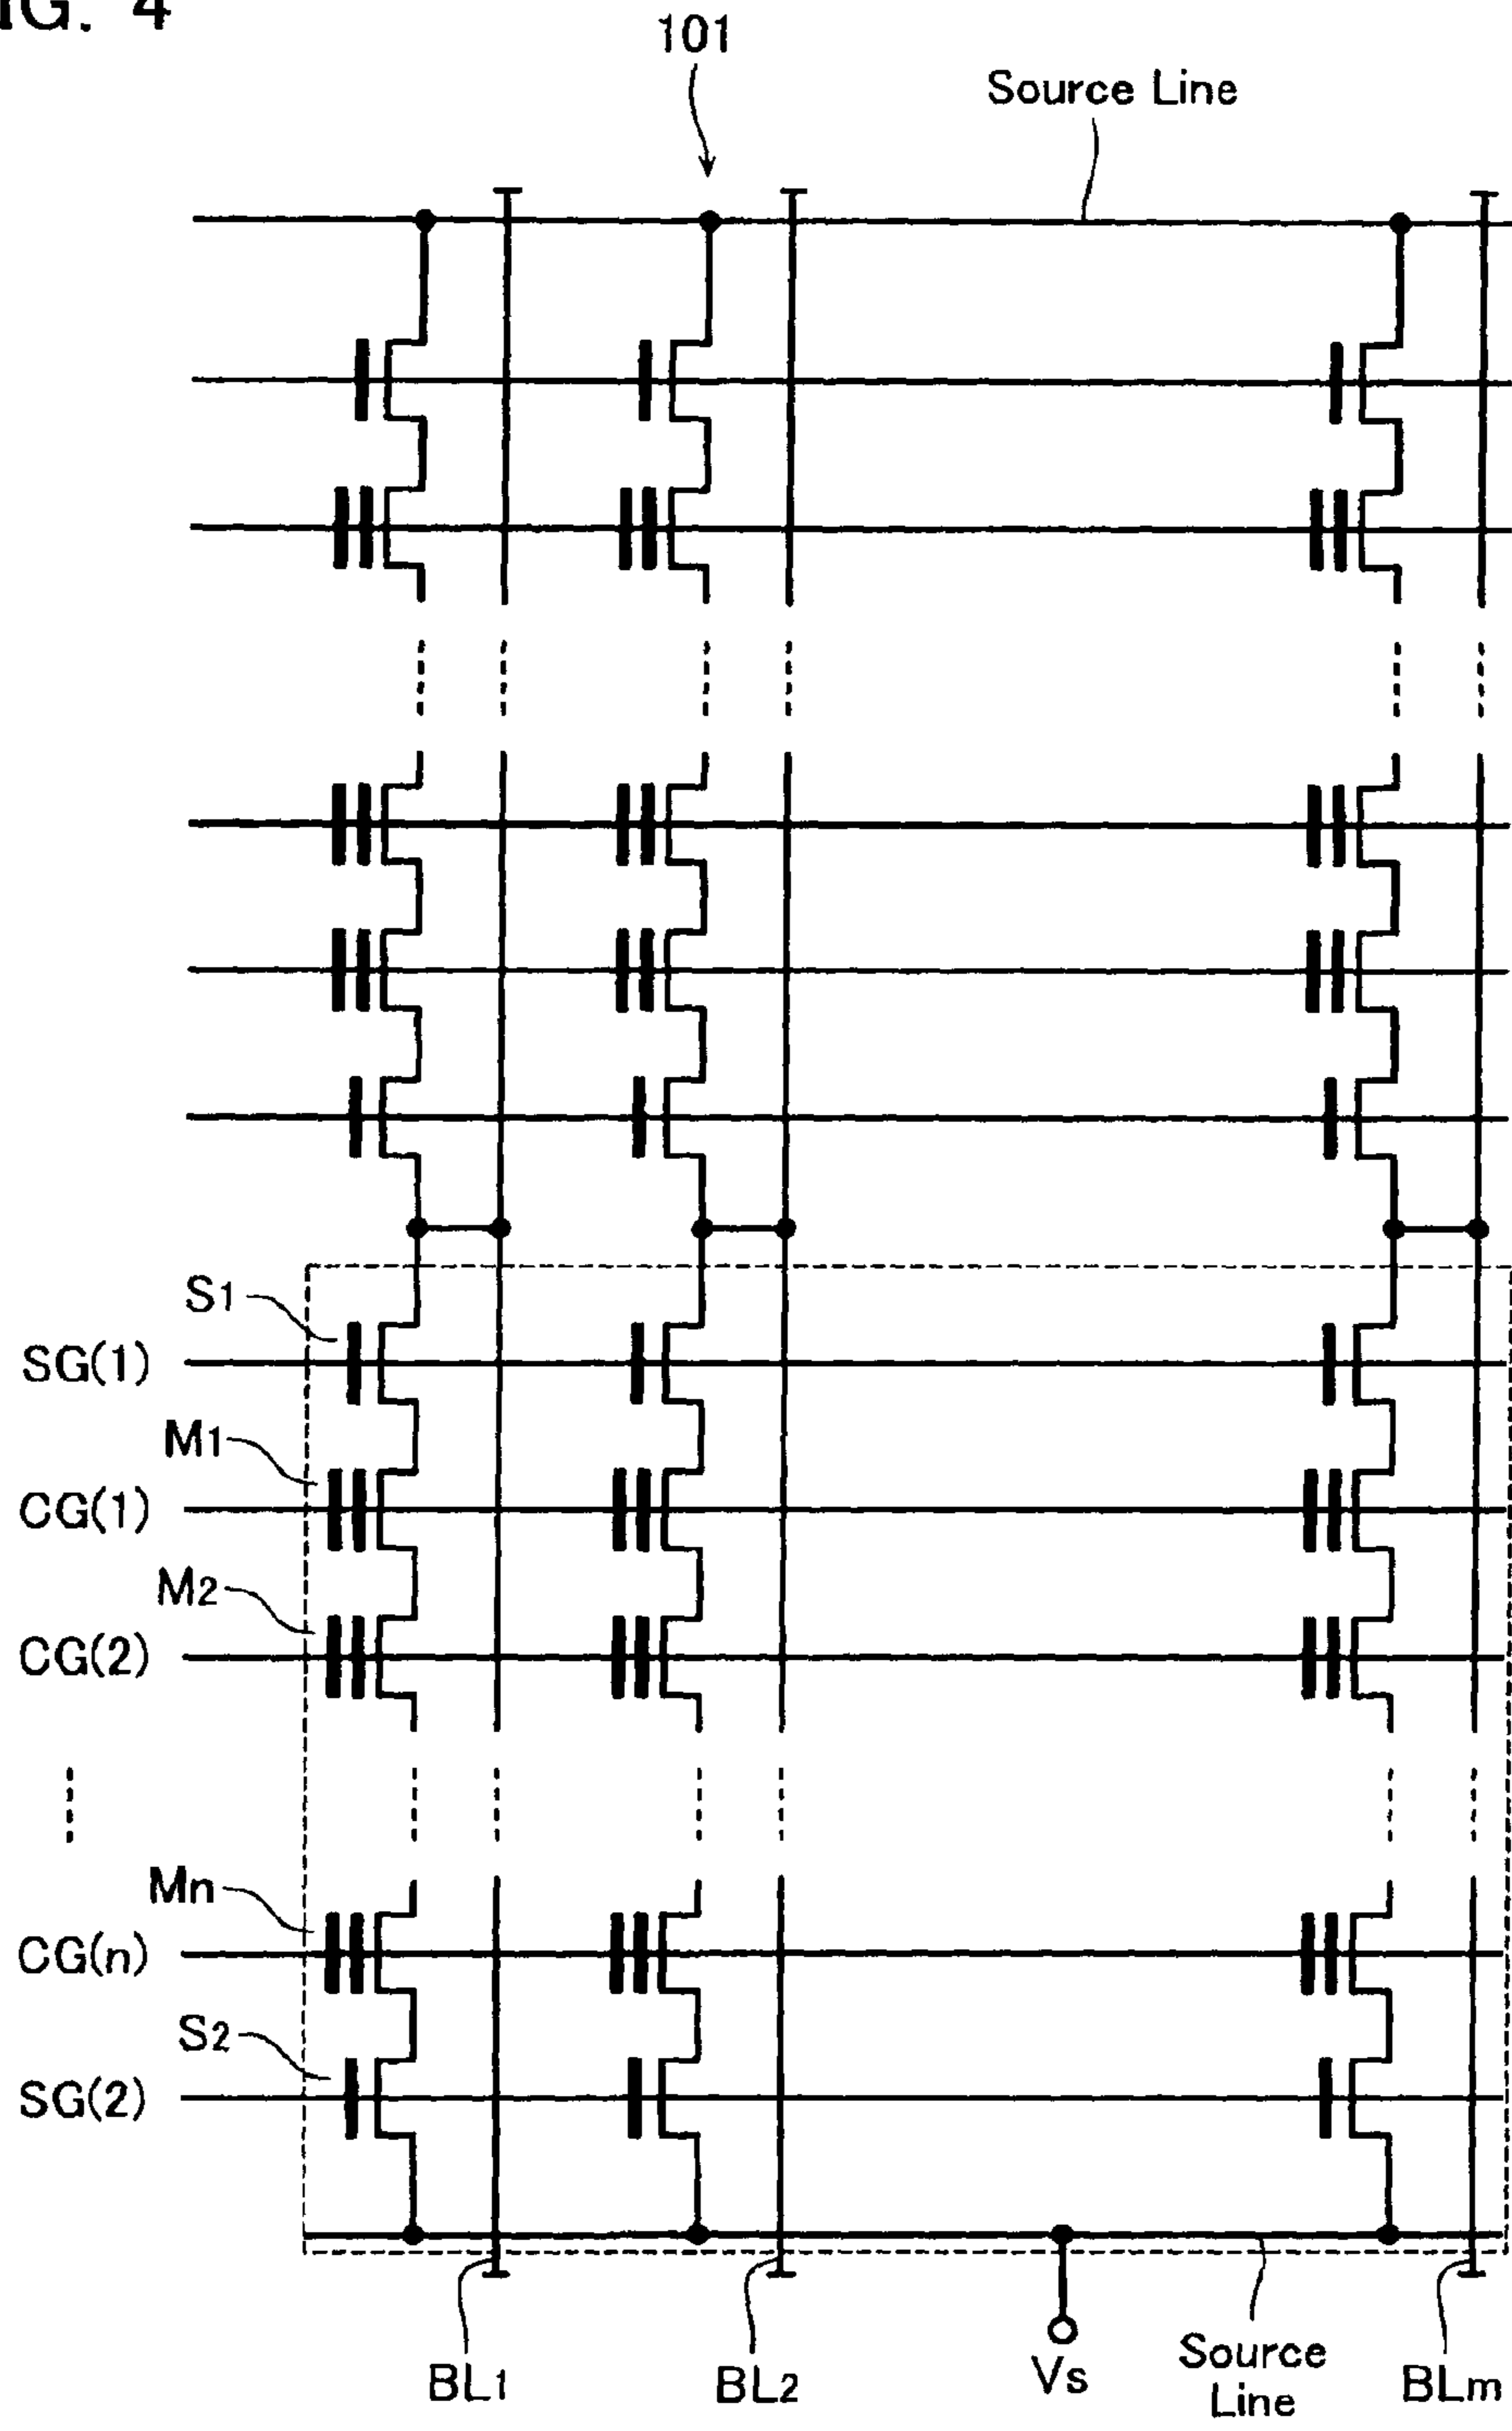 FIG. 4
101
Source Line
S1
SG(1)
M1
CG(1)
M2
CG(2)
Mn
CG(n)
S2
SG(2)
BL1
BL2
Vs
Source
Line
BLm